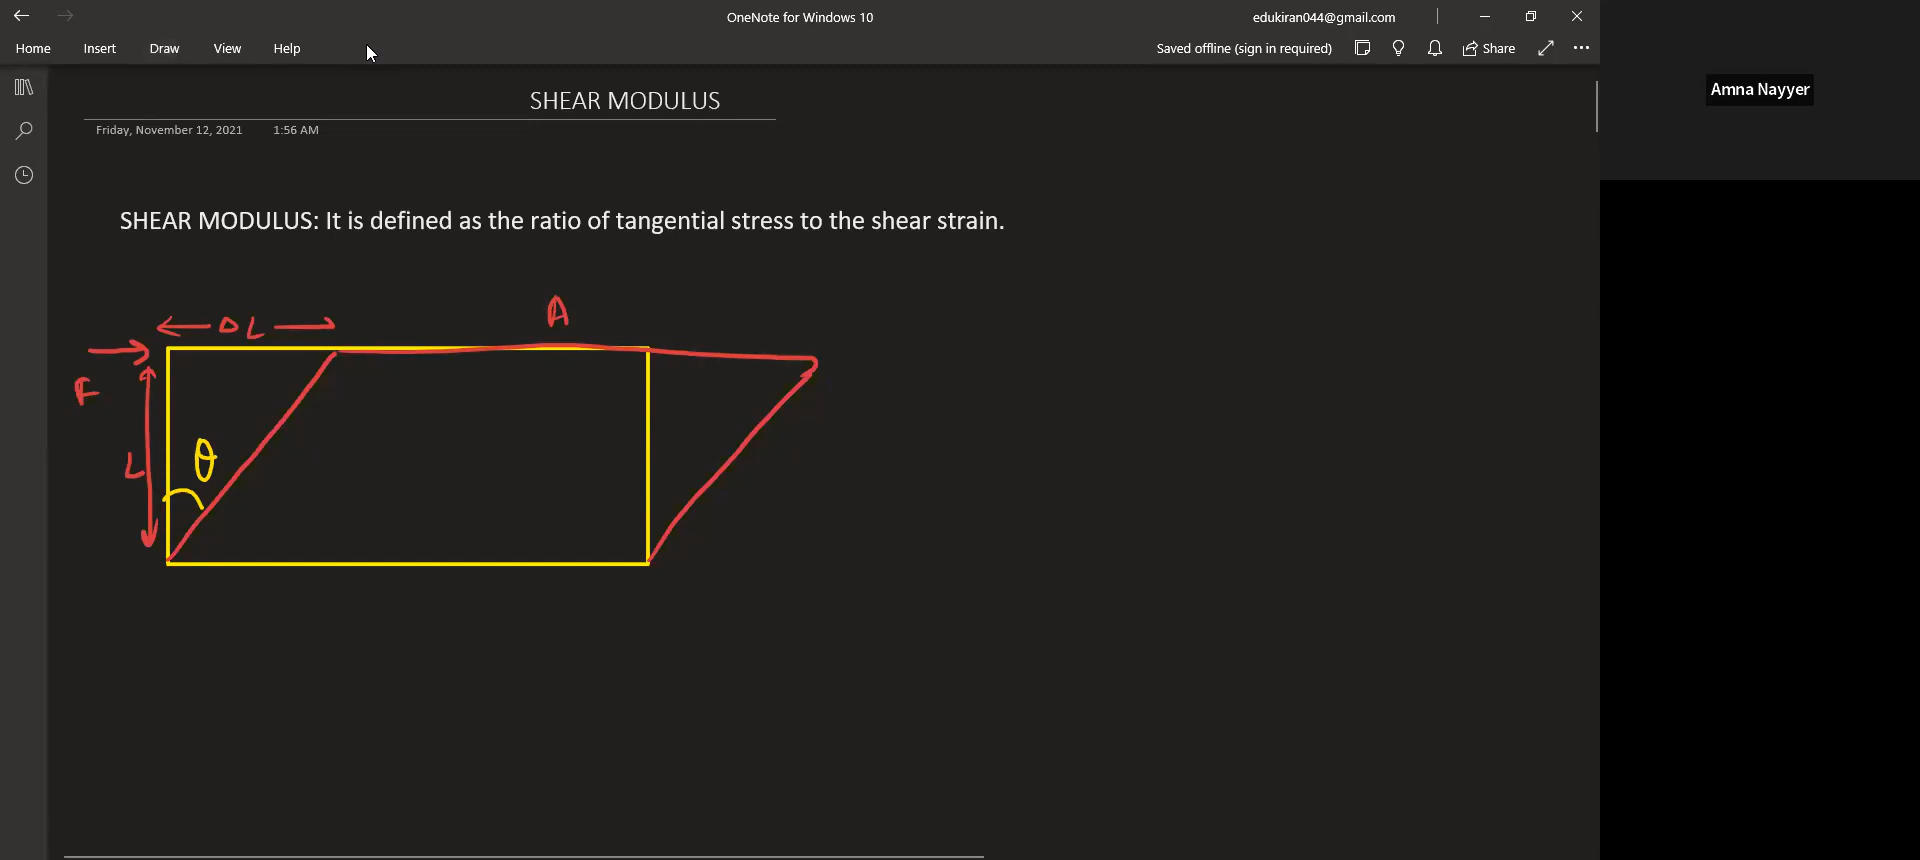 OneNote for Windows 10
edukiran044@gmail.com
Home Insert Draw View Help
Saved offline (sign in required)
Share
Amna Nayyer
SHEAR MODULUS
Friday, November 12, 2021 1:56 AM
SHEAR MODULUS: It is defined as the ratio of tangential stress to the shear strain.
A
ΔL
F
θ
L